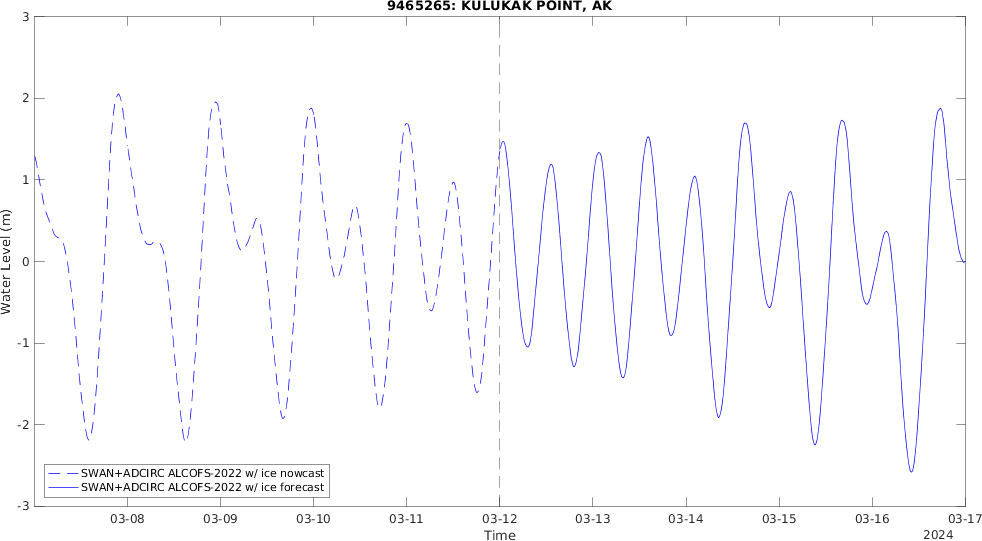 9465265: KULUKAK POINT, AK
3
2
1
0
-1
-2
-3
Water Level (m)
SWAN+ADCIRC ALCOFS-2022 w/ ice nowcast
SWAN+ADCIRC ALCOFS-2022 w/ ice forecast
03-08 03-09 03-10 03-11 03-12 03-13 03-14 03-15 03-16 03-17
Time
2024